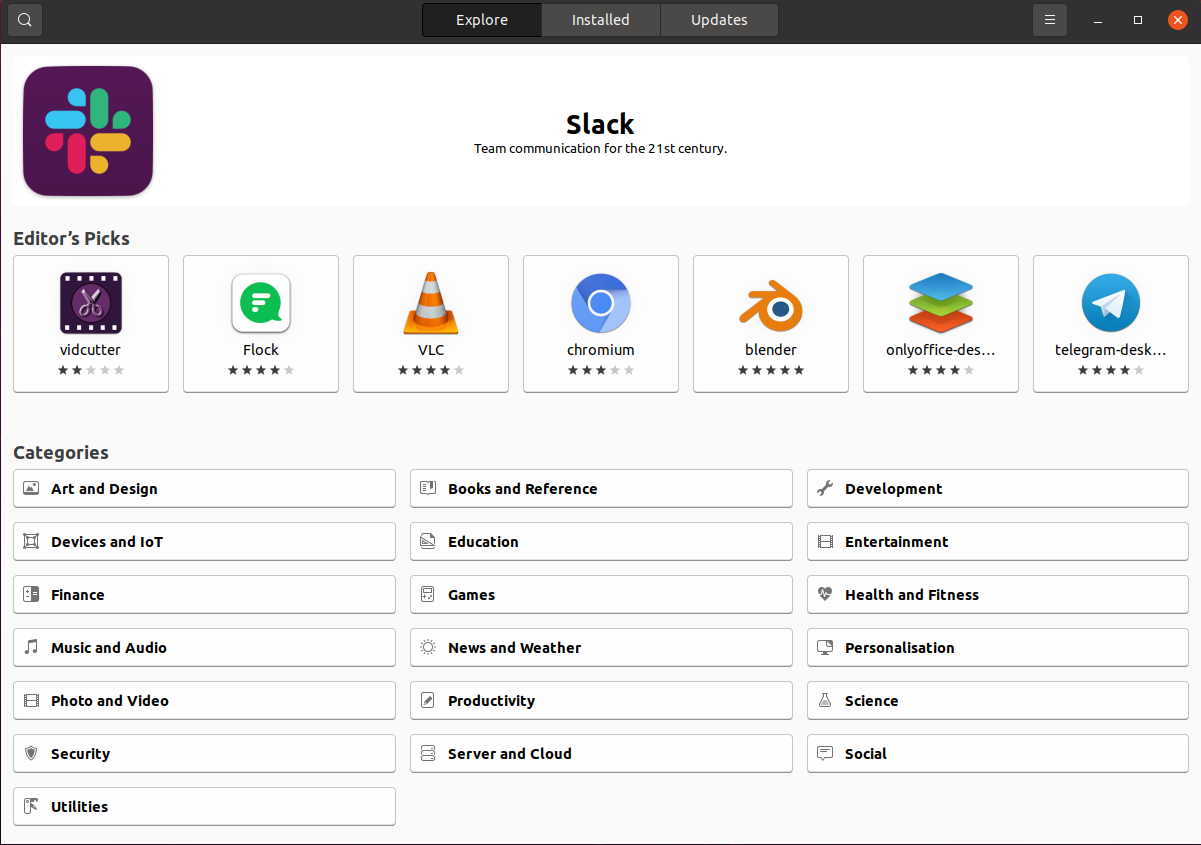 Explore Installed Updates
Slack
Team communication for the 21st century.
Editor's Picks
vidcutter Flock VLC chromium blender onlyoffice-des... telegram-desk...
Categories
Art and Design Books and Reference Development
Devices and IoT Education Entertainment
Finance Games Health and Fitness
Music and Audio News and Weather Personalisation
Photo and Video Productivity Science
Security Server and Cloud Social
Utilities